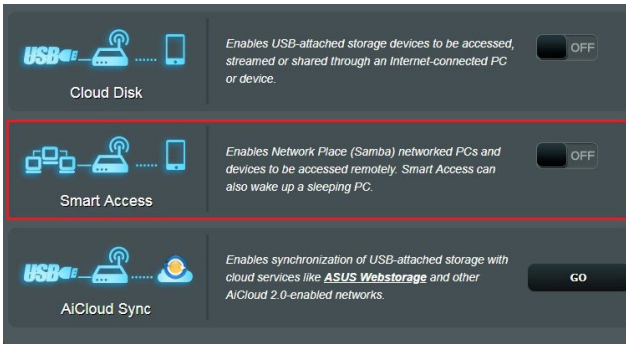 Enables USB-attached storage devices to be accessed,
USB
streamed or shared through an Internet-connected PC
OFF
or device.
Cloud Disk
Enables Network Place (Samba) networked PCs and
devices to be accessed remotely. Smart Access can
OFF
also wake up a sleeping PC.
Smart Access
Enables synchronization of USB-attached storage with
USB
cloud services like ASUS Webstorage and other
GO
AiCloud 2.0-enabled networks.
AiCloud Sync